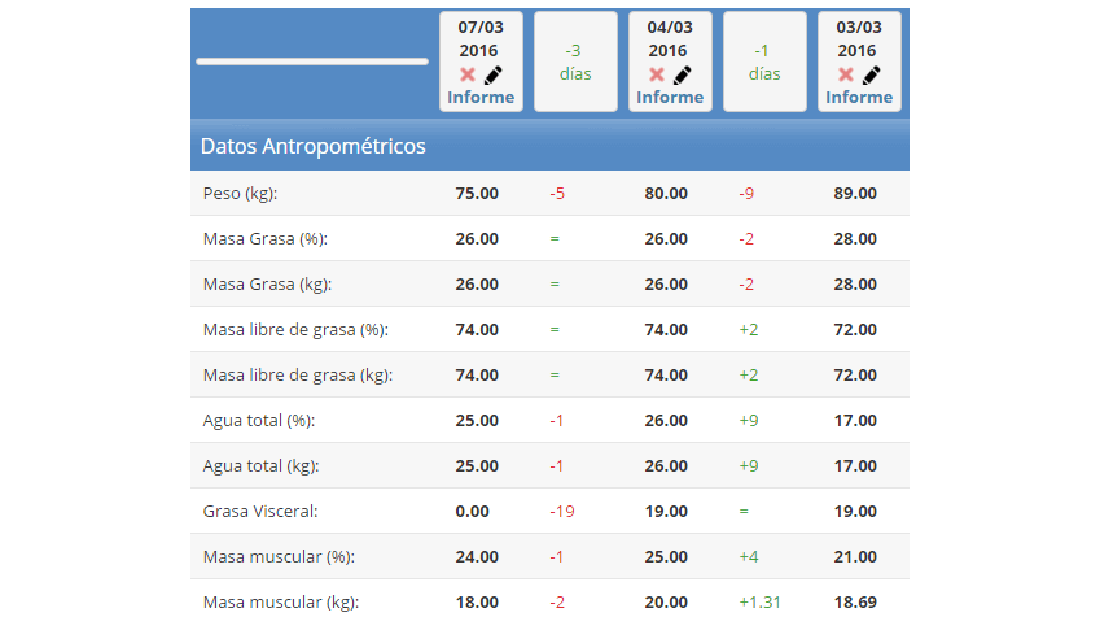 07/03 04/03 03/03
2016 -3 2016 -1 2016
días días
Informe Informe Informe
Datos Antropométricos
Peso (kg): 75.00 -5 80.00 -9 89.00
Masa Grasa (%): 26.00 = 26.00 -2 28.00
Masa Grasa (kg): 26.00 = 26.00 -2 28.00
Masa libre de grasa (%): 74.00 = 74.00 +2 72.00
Masa libre de grasa (kg): 74.00 = 74.00 +2 72.00
Agua total (%): 25.00 -1 26.00 +9 17.00
Agua total (kg): 25.00 -1 26.00 +9 17.00
Grasa Visceral: 0.00 -19 19.00 = 19.00
Masa muscular (%): 24.00 -1 25.00 +4 21.00
Masa muscular (kg): 18.00 -2 20.00 +1.31 18.69